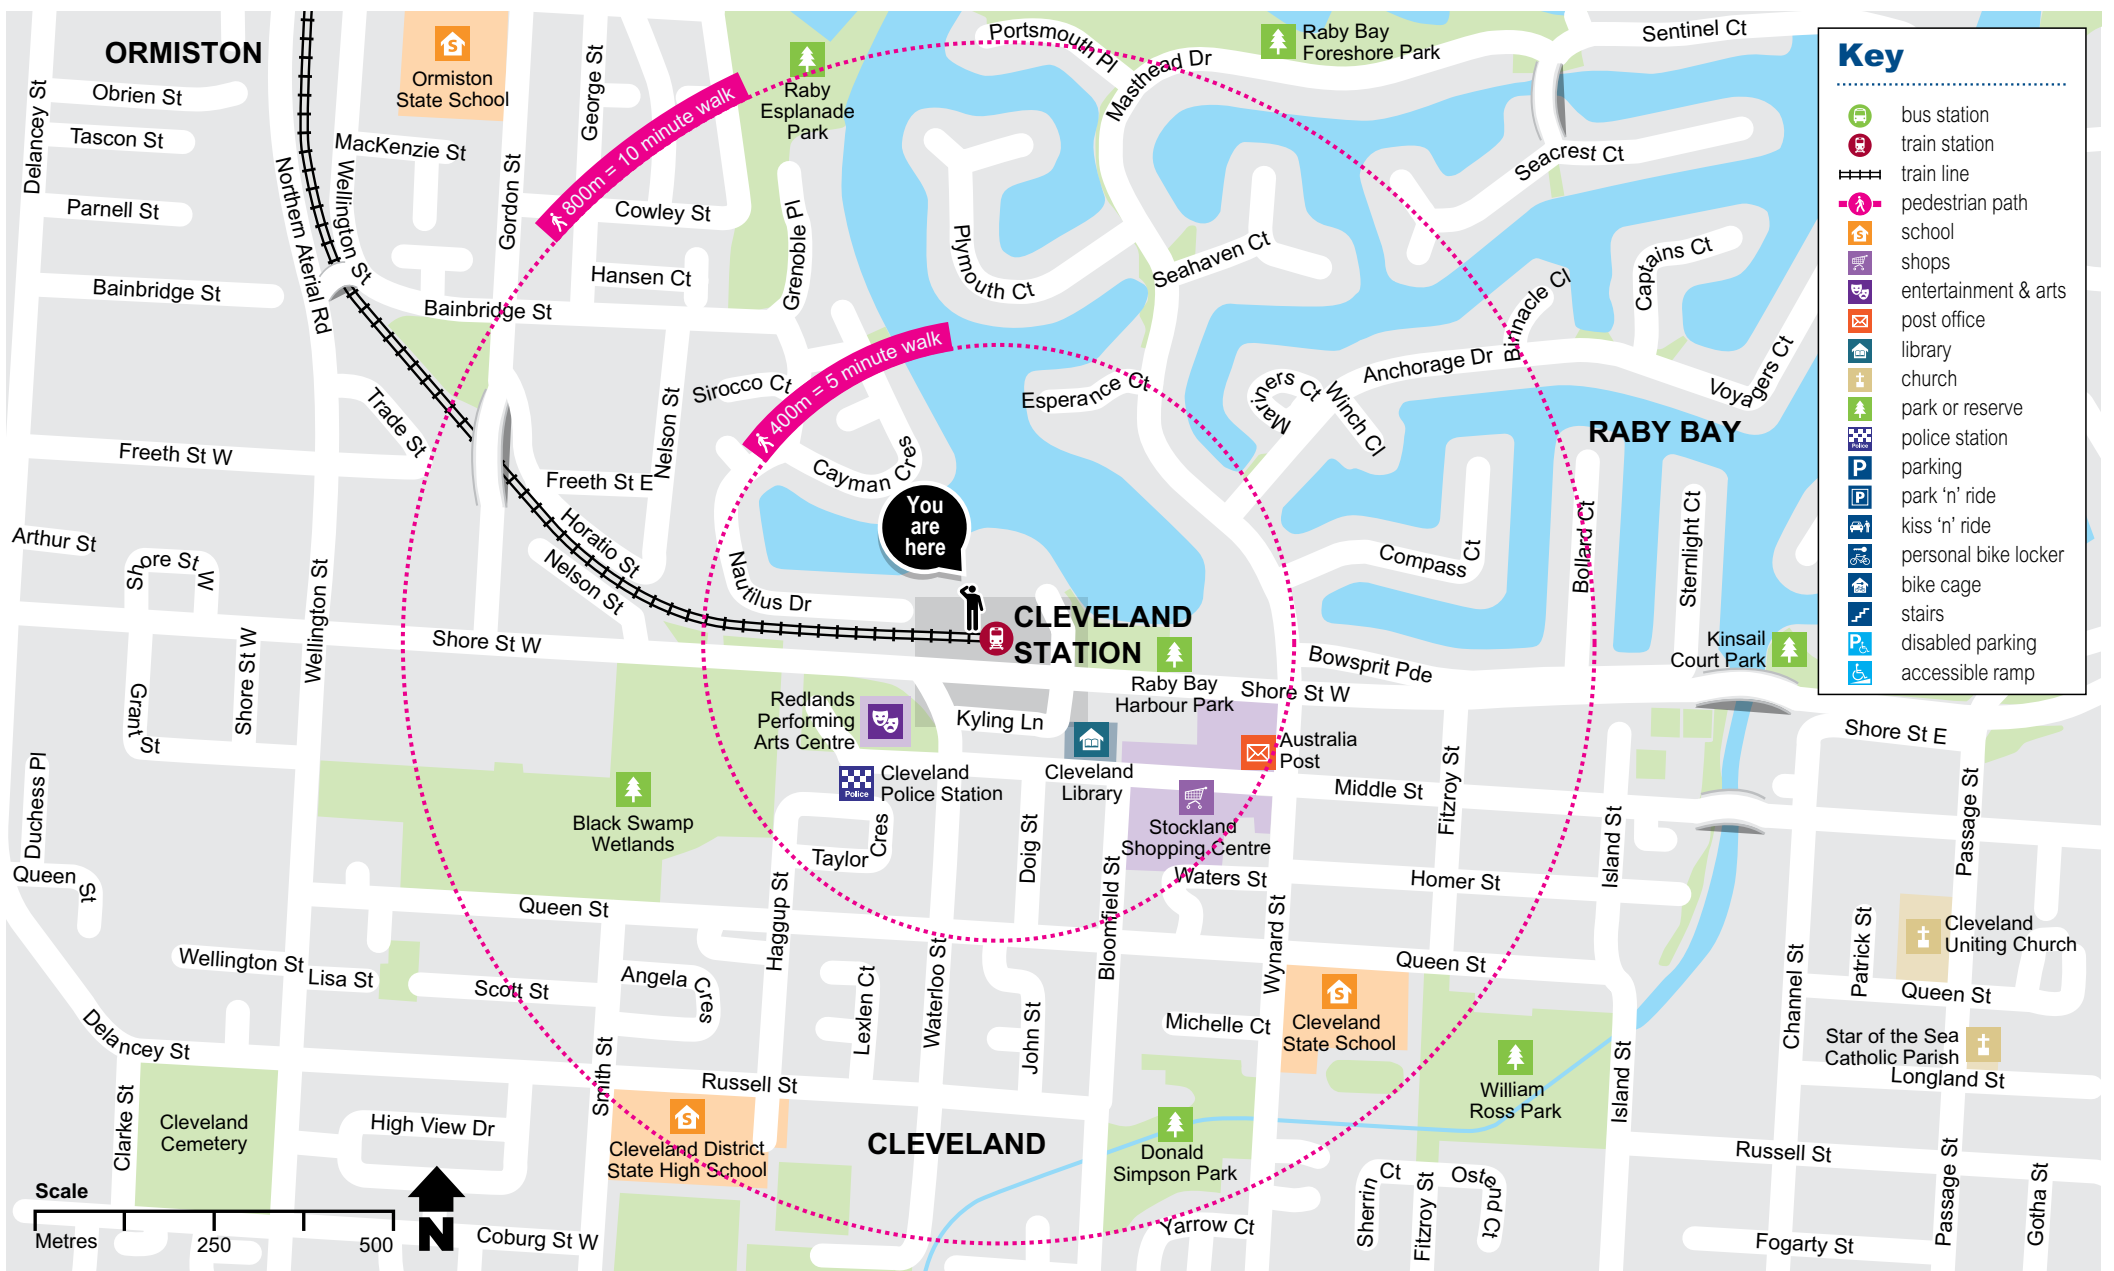 ORMISTON
Obrien St
Tascon St
Parnell St
Bainbridge St
Delancey St
Northern Aterial Rd
Wellington St
MacKenzie St
Ormiston
State School
Gordon St
George St
Cowley St
Hansen Ct
Bainbridge St
800m = 10 minute walk
Raby
Esplanade
Park
Grenoble Pl
Portsmouth Pl
Masthead Dr
Raby Bay
Foreshore Park
Sentinel Ct
Seacrest Ct
Plymouth Ct
Seahaven Ct
Captains Ct
Binnacle Cl
Anchorage Dr
Voyagers Ct
Mariners Ct
Winch Cl
Esperance Ct
400m = 5 minute walk
Sirocco Ct
Cayman Cres
Nelson St
Trade St
Freeth St W
Freeth St E
Horatio St
Nelson St
Nautilus Dr
You
are
here
CLEVELAND
STATION
RABY BAY
Compass Ct
Bollard Ct
Sternlight Ct
Kinsail
Court Park
Arthur St
Shore St W
Shore St W
Grant St
Wellington St
Shore St W
Bowsprit Pde
Shore St W
Shore St E
Raby Bay
Harbour Park
Redlands
Performing
Arts Centre
Kyling Ln
Australia
Post
Cleveland
Police Station
Police
Cleveland
Library
Middle St
Fitzroy St
Stockland
Shopping Centre
Black Swamp
Wetlands
Taylor Cres
Doig St
Waters St
Homer St
Island St
Passage St
Duchess Pl
Queen St
Queen St
Haggup St
Bloomfield St
Wynard St
Queen St
Cleveland
Uniting Church
Patrick St
Channel St
Queen St
Wellington St
Lisa St
Scott St
Angela Cres
Lexlen Ct
Waterloo St
John St
Michelle Ct
Cleveland
State School
Star of the Sea
Catholic Parish
Longland St
Delancey St
Smith St
Russell St
William
Ross Park
Island St
Clarke St
Cleveland
Cemetery
High View Dr
Cleveland District
State High School
CLEVELAND
Donald
Simpson Park
Sherrin Ct
Fitzroy St
Ostend Ct
Russell St
Passage St
Gotha St
Yarrow Ct
Fogarty St
Coburg St W
Scale
Metres
250
500
N
Key
bus station
train station
train line
pedestrian path
school
shops
entertainment & arts
post office
library
church
park or reserve
Police
police station
P
parking
P
park ‘n’ ride
kiss ‘n’ ride
personal bike locker
bike cage
stairs
P
disabled parking
accessible ramp